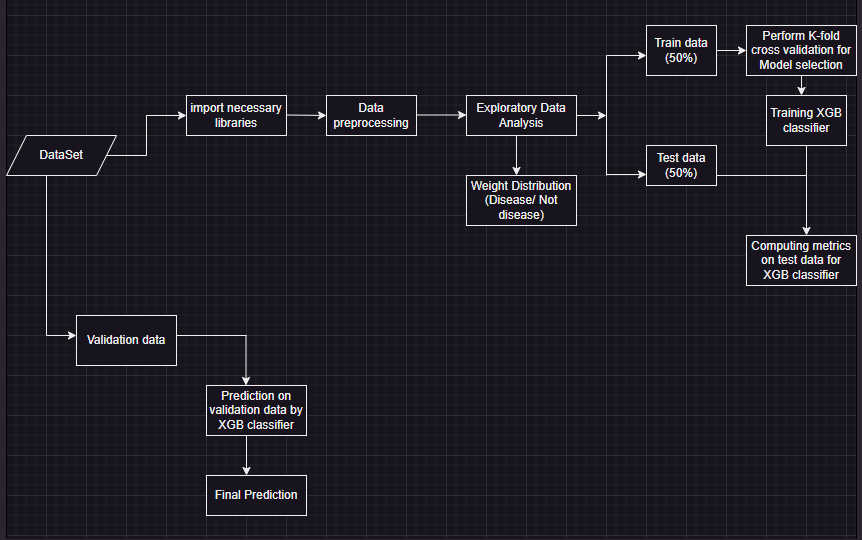 Train data
(50%)
Perform K-fold
cross validation for
Model selection
import necessary
libraries
Data
preprocessing
Exploratory Data
Analysis
Training XGB
classifier
DataSet
Test data
(50%)
Weight Distribution
(Disease/ Not
disease)
Computing metrics
on test data for
XGB classifier
Validation data
Prediction on
validation data by
XGB classifier
Final Prediction